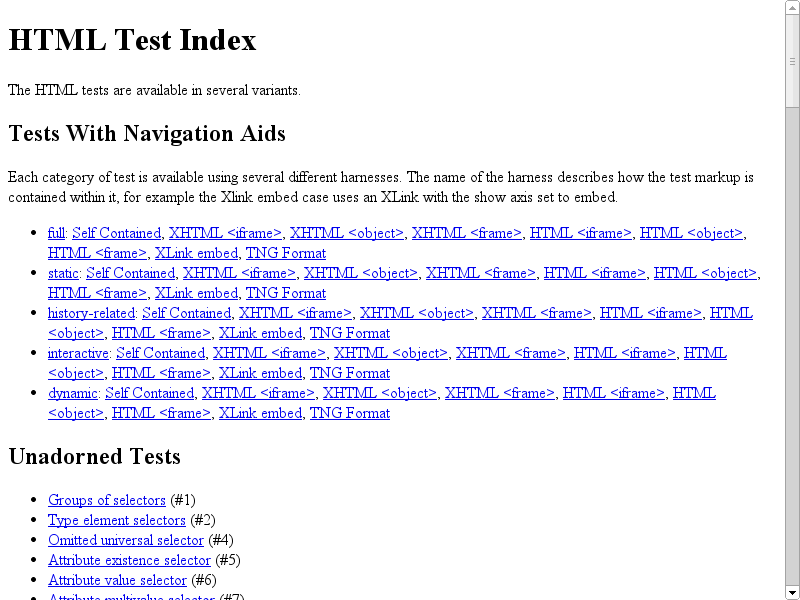 HTML Test Index
The HTML tests are available in several variants.
Tests With Navigation Aids
Each category of test is available using several different harnesses. The name of the harness describes how the test markup is
contained within it, for example the Xlink embed case uses an XLink with the show axis set to embed.
full: Self Contained, XHTML <iframe>, XHTML <object>, XHTML <frame>, HTML <iframe>, HTML <object>,
HTML <frame>, XLink embed, TNG Format
static: Self Contained, XHTML <iframe>, XHTML <object>, XHTML <frame>, HTML <iframe>, HTML <object>,
HTML <frame>, XLink embed, TNG Format
history-related: Self Contained, XHTML <iframe>, XHTML <object>, XHTML <frame>, HTML <iframe>, HTML
<object>, HTML <frame>, XLink embed, TNG Format
interactive: Self Contained, XHTML <iframe>, XHTML <object>, XHTML <frame>, HTML <iframe>, HTML
<object>, HTML <frame>, XLink embed, TNG Format
dynamic: Self Contained, XHTML <iframe>, XHTML <object>, XHTML <frame>, HTML <iframe>, HTML
<object>, HTML <frame>, XLink embed, TNG Format
Unadorned Tests
Groups of selectors (#1)
Type element selectors (#2)
Omitted universal selector (#4)
Attribute existence selector (#5)
Attribute value selector (#6)
Attribute multivalue selector (#7)